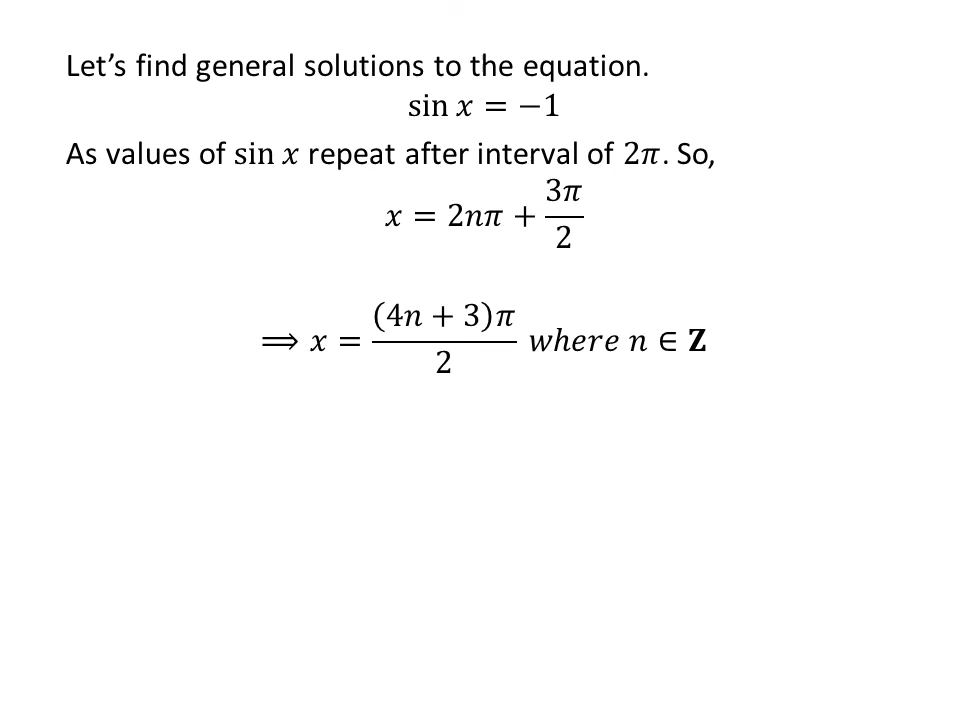 Let’s find general solutions to the equation.
sin 𝑥 = −1
As values of sin 𝑥 repeat after interval of 2𝜋. So,
𝑥 = 2𝑛𝜋 + 3𝜋/2
⟹ 𝑥 = (4𝑛 + 3)𝜋/2 𝑤ℎ𝑒𝑟𝑒 𝑛 ∈ 𝐙